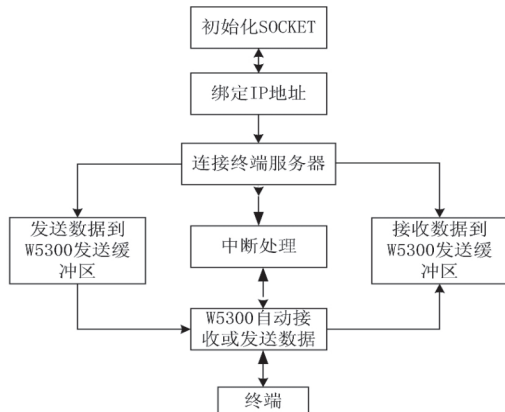 初始化SOCKET
绑定IP地址
连接终端服务器
发送数据到
W5300发送缓
冲区
中断处理
接收数据到
W5300发送缓
冲区
W5300自动接
收或发送数据
终端